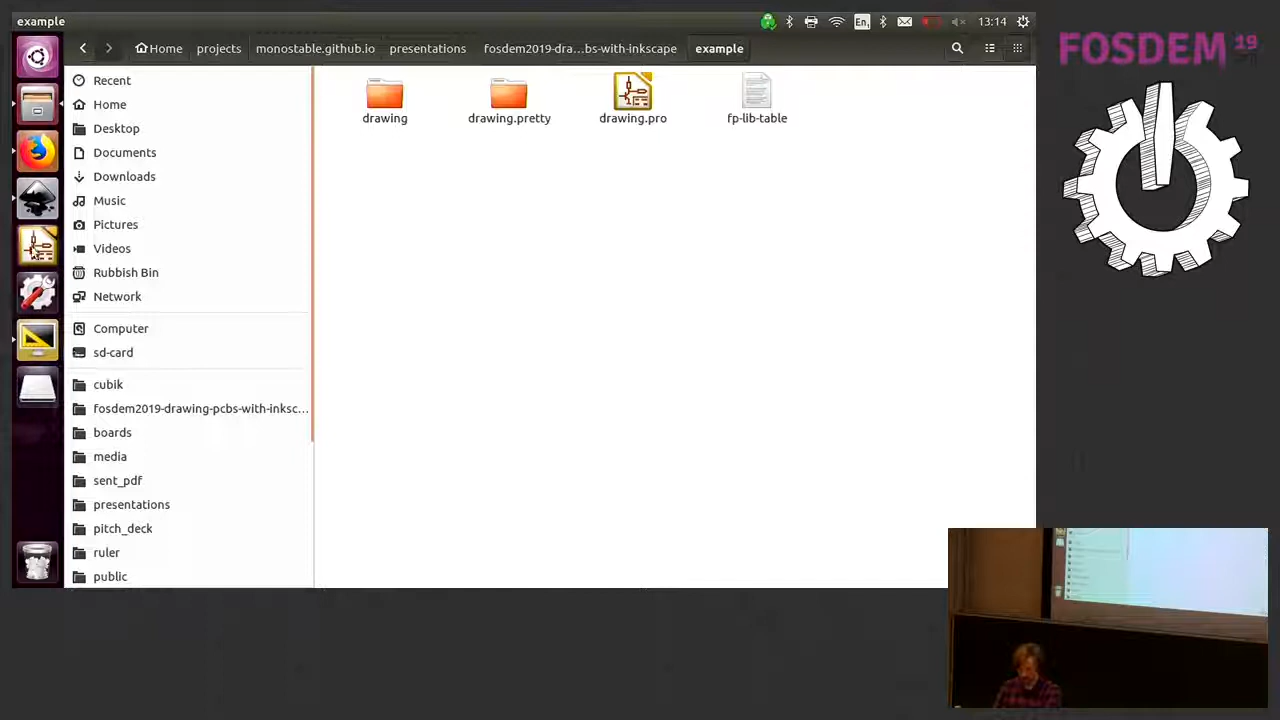 example
En
13:14
Home
projects
monostable.github.io
presentations
fosdem2019-dra...bs-with-inkscape
example
Recent
Home
Desktop
Documents
Downloads
Music
Pictures
Videos
Rubbish Bin
Network
Computer
sd-card
cubik
fosdem2019-drawing-pcbs-with-inksc...
boards
media
sent_pdf
presentations
pitch_deck
ruler
public
drawing
drawing.pretty
drawing.pro
fp-lib-table
FOSDEM 19